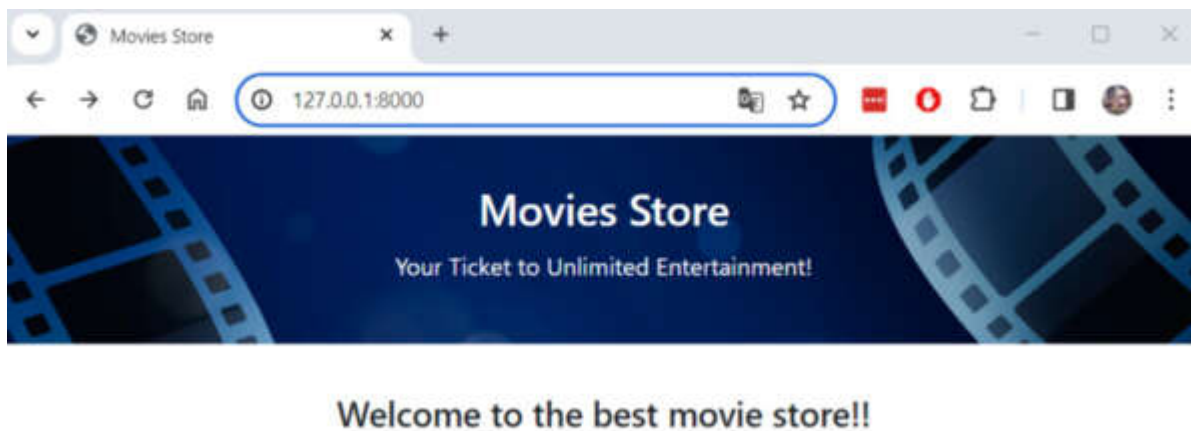 Movies Store
127.0.0.1:8000
Movies Store
Your Ticket to Unlimited Entertainment!
Welcome to the best movie store!!